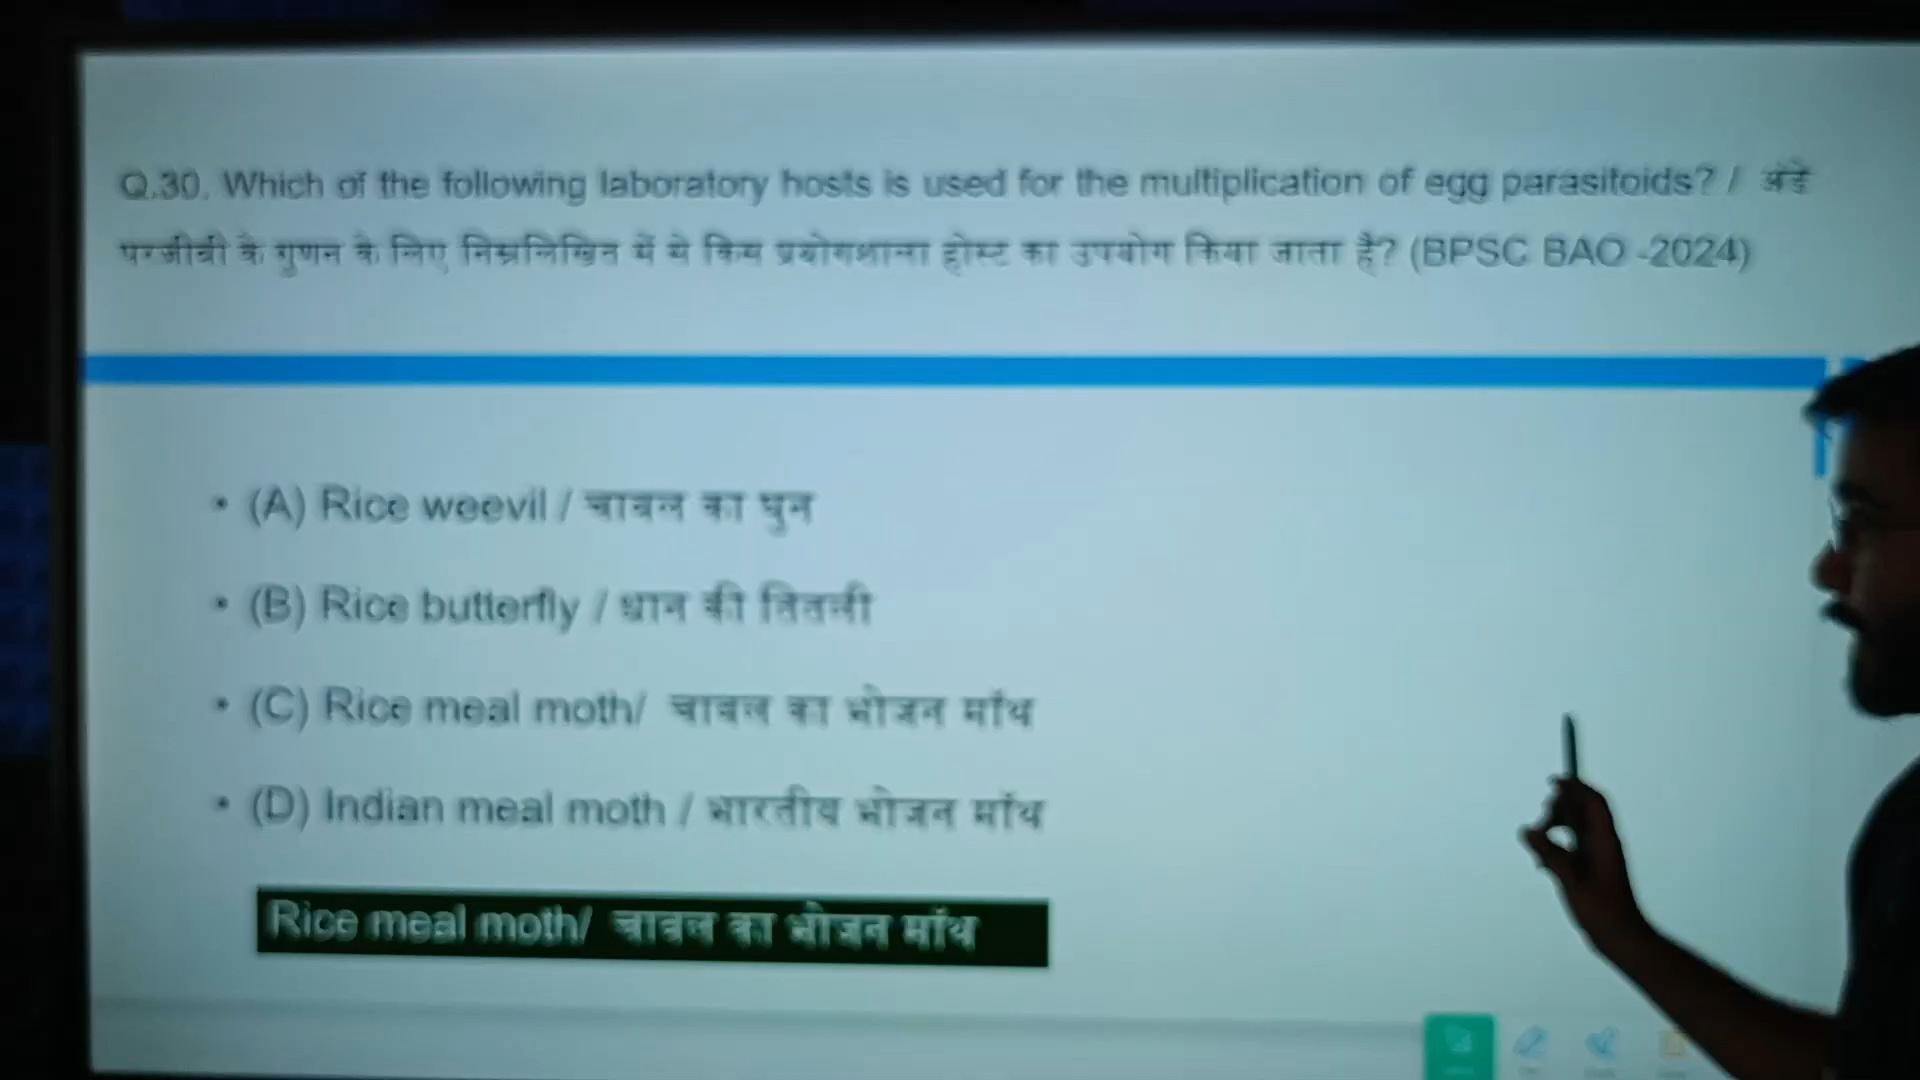 Q.30. Which of the following laboratory hosts is used for the multiplication of egg parasitoids? / अंडे
परजीवी के गुणन के लिए निम्नलिखित में से किस प्रयोगशाला होस्ट का उपयोग किया जाता है? (BPSC BAO -2024)
• (A) Rice weevil / चावल का घुन
• (B) Rice butterfly / धान की तितली
• (C) Rice meal moth/ चावल का भोजन मॉथ
• (D) Indian meal moth / भारतीय भोजन मॉथ
Rice meal moth/ चावल का भोजन मॉथ